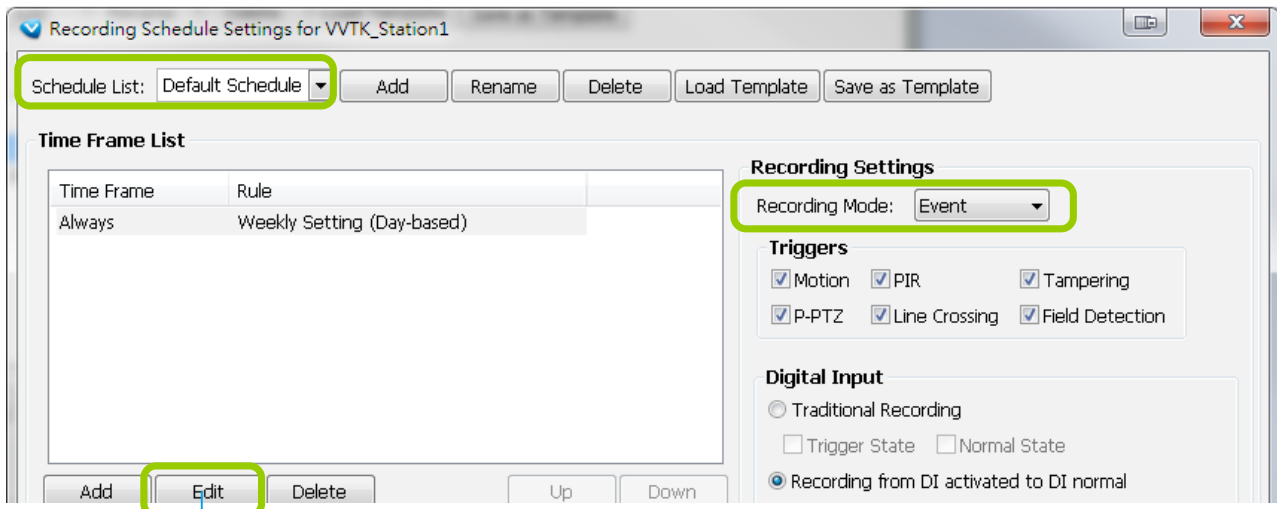 Recording Schedule Settings for VVTK_Station1
Schedule List: Default Schedule Add Rename Delete Load Template Save as Template
Time Frame List
Time Frame Rule
Always Weekly Setting (Day-based)
Add Edit Delete Up Down
Recording Settings
Recording Mode: Event
Triggers
Motion PIR Tampering
P-PTZ Line Crossing Field Detection
Digital Input
Traditional Recording
Trigger State Normal State
Recording from DI activated to DI normal